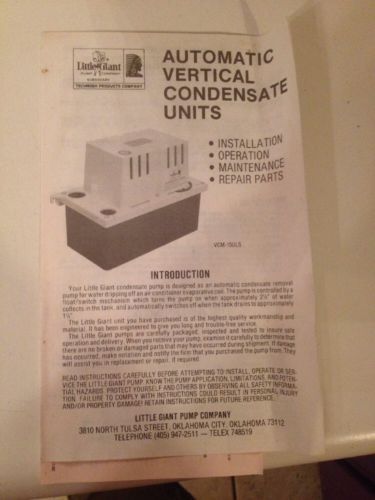 Little Giant
PUMP COMPANY
SUBSIDIARY
TECUMSEH PRODUCTS COMPANY
AUTOMATIC
VERTICAL
CONDENSATE
UNITS
• INSTALLATION
• OPERATION
• MAINTENANCE
• REPAIR PARTS
VCM-15ULS
INTRODUCTION
Your Little Giant condensate pump is designed as an automatic condensate removal
pump for water dripping off an air conditioner evaporative coil. The pump is controlled by a
float/switch mechanism which turns the pump on when approximately 2¼" of water
collects in the tank, and automatically switches off when the tank drains to approximately
The Little Giant unit you have purchased is of the highest quality workmanship and
material. It has been engineered to give you long and trouble-free service.
The Little Giant pumps are carefully packaged, inspected and tested to insure safe
operation and delivery. When you receive your pump, examine it carefully to determine that
there are no broken or damaged parts that may have occurred during shipment. If damage
has occurred, make notation and notify the firm that you purchased the pump from. They
will assist you in replacement or repair, if required.
READ INSTRUCTIONS CAREFULLY BEFORE ATTEMPTING TO INSTALL, OPERATE OR SER-
VICE THE LITTLE GIANT PUMP. KNOW THE PUMP APPLICATION, LIMITATIONS, AND POTEN-
TIAL HAZARDS. PROTECT YOURSELF AND OTHERS BY OBSERVING ALL SAFETY INFORMA-
TION. FAILURE TO COMPLY WITH INSTRUCTIONS COULD RESULT IN PERSONAL INJURY
AND/OR PROPERTY DAMAGE! RETAIN INSTRUCTIONS FOR FUTURE REFERENCE.
LITTLE GIANT PUMP COMPANY
3810 NORTH TULSA STREET, OKLAHOMA CITY, OKLAHOMA 73112
TELEPHONE (405) 947-2511 — TELEX 748519